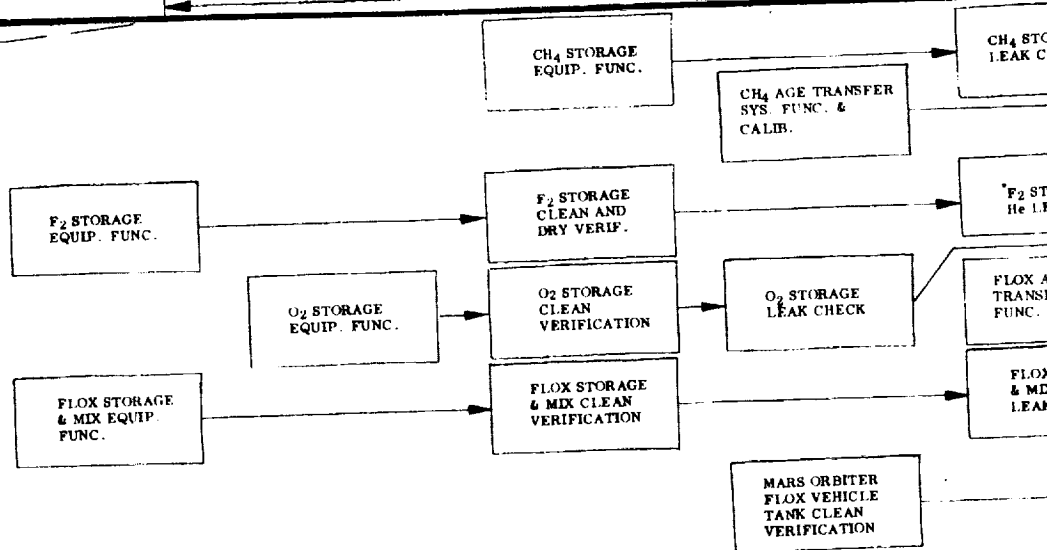 CH₄ STORAGE
EQUIP. FUNC.
CH₄ STO
LEAK C
CH₄ AGE TRANSFER
SYS. FUNC. &
CALIB.
F₂ STORAGE
EQUIP. FUNC.
F₂ STORAGE
CLEAN AND
DRY VERIF.
*F₂ ST
He LE
O₂ STORAGE
EQUIP. FUNC.
O₂ STORAGE
CLEAN
VERIFICATION
O₂ STORAGE
LEAK CHECK
FLOX A
TRANSF
FUNC.
FLOX STORAGE
& MIX EQUIP.
FUNC.
FLOX STORAGE
& MIX CLEAN
VERIFICATION
FLOX
& MIX
LEAK
MARS ORBITER
FLOX VEHICLE
TANK CLEAN
VERIFICATION